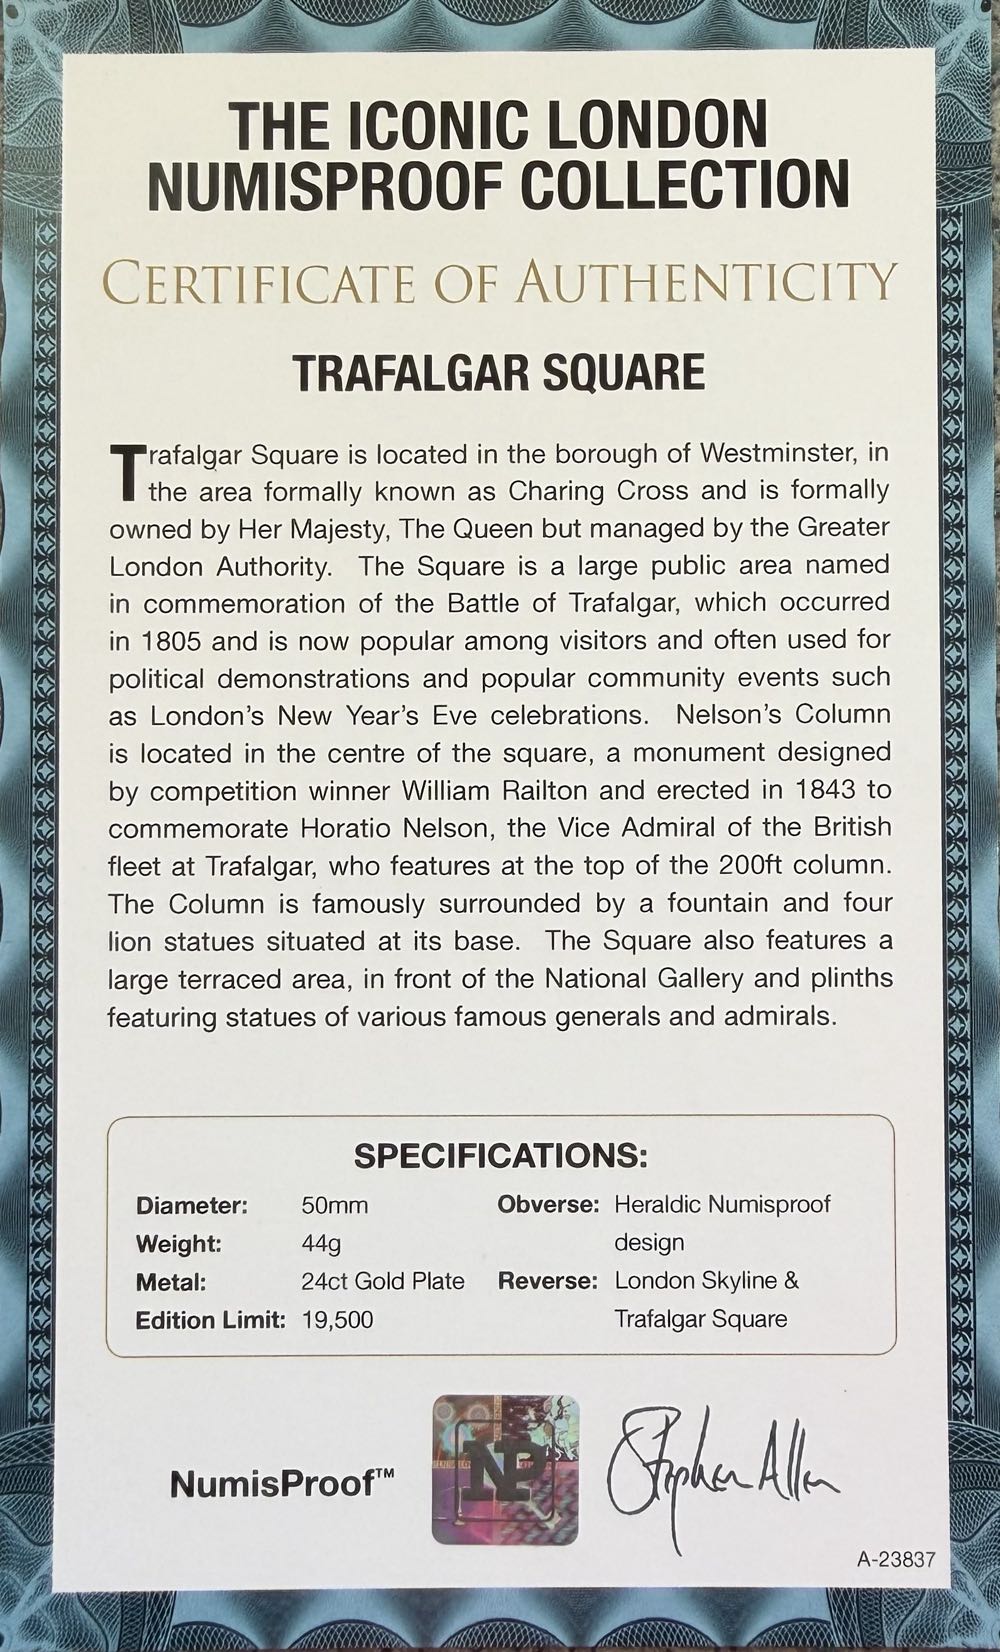 THE ICONIC LONDON
NUMISPROOF COLLECTION
CERTIFICATE OF AUTHENTICITY
TRAFALGAR SQUARE
Trafalgar Square is located in the borough of Westminster, in
the area formally known as Charing Cross and is formally
owned by Her Majesty, The Queen but managed by the Greater
London Authority. The Square is a large public area named
in commemoration of the Battle of Trafalgar, which occurred
in 1805 and is now popular among visitors and often used for
political demonstrations and popular community events such
as London's New Year's Eve celebrations. Nelson's Column
is located in the centre of the square, a monument designed
by competition winner William Railton and erected in 1843 to
commemorate Horatio Nelson, the Vice Admiral of the British
fleet at Trafalgar, who features at the top of the 200ft column.
The Column is famously surrounded by a fountain and four
lion statues situated at its base. The Square also features a
large terraced area, in front of the National Gallery and plinths
featuring statues of various famous generals and admirals.
SPECIFICATIONS:
Diameter: 50mm
Weight: 44g
Metal: 24ct Gold Plate
Edition Limit: 19,500
Obverse: Heraldic Numisproof
design
Reverse: London Skyline &
Trafalgar Square
NumisProof™
NP
Stephen Allen
A-23837